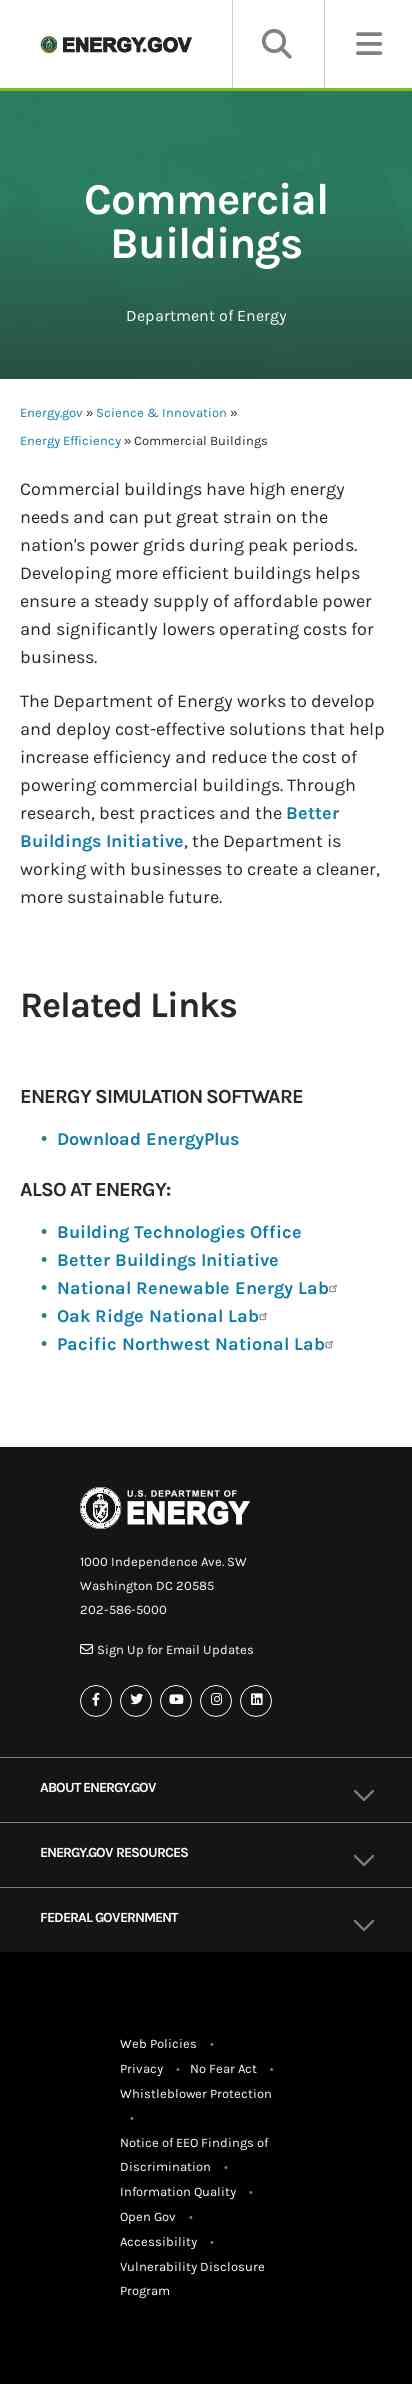 ENERGY.GOV
Commercial
Buildings
Department of Energy
Energy.gov » Science & Innovation »
Energy Efficiency » Commercial Buildings
Commercial buildings have high energy
needs and can put great strain on the
nation's power grids during peak periods.
Developing more efficient buildings helps
ensure a steady supply of affordable power
and significantly lowers operating costs for
business.
The Department of Energy works to develop
and deploy cost-effective solutions that help
increase efficiency and reduce the cost of
powering commercial buildings. Through
research, best practices and the Better
Buildings Initiative, the Department is
working with businesses to create a cleaner,
more sustainable future.
Related Links
ENERGY SIMULATION SOFTWARE
• Download EnergyPlus
ALSO AT ENERGY:
• Building Technologies Office
• Better Buildings Initiative
• National Renewable Energy Lab
• Oak Ridge National Lab
• Pacific Northwest National Lab
U.S. DEPARTMENT OF
ENERGY
1000 Independence Ave. SW
Washington DC 20585
202-586-5000
Sign Up for Email Updates
ABOUT ENERGY.GOV
ENERGY.GOV RESOURCES
FEDERAL GOVERNMENT
Web Policies •
Privacy • No Fear Act •
Whistleblower Protection
•
Notice of EEO Findings of
Discrimination •
Information Quality •
Open Gov •
Accessibility •
Vulnerability Disclosure
Program